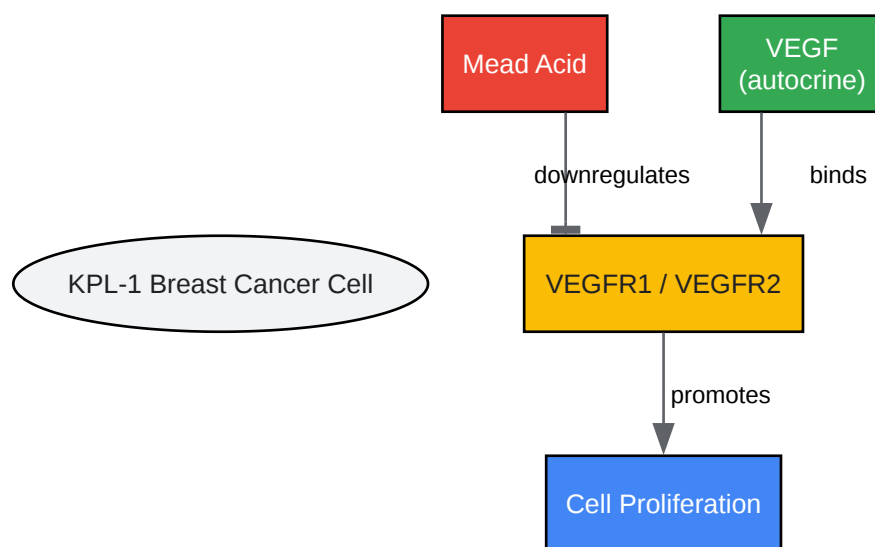 Mead Acid
VEGF
(autocrine)
downregulates
binds
KPL-1 Breast Cancer Cell
VEGFR1 / VEGFR2
promotes
Cell Proliferation